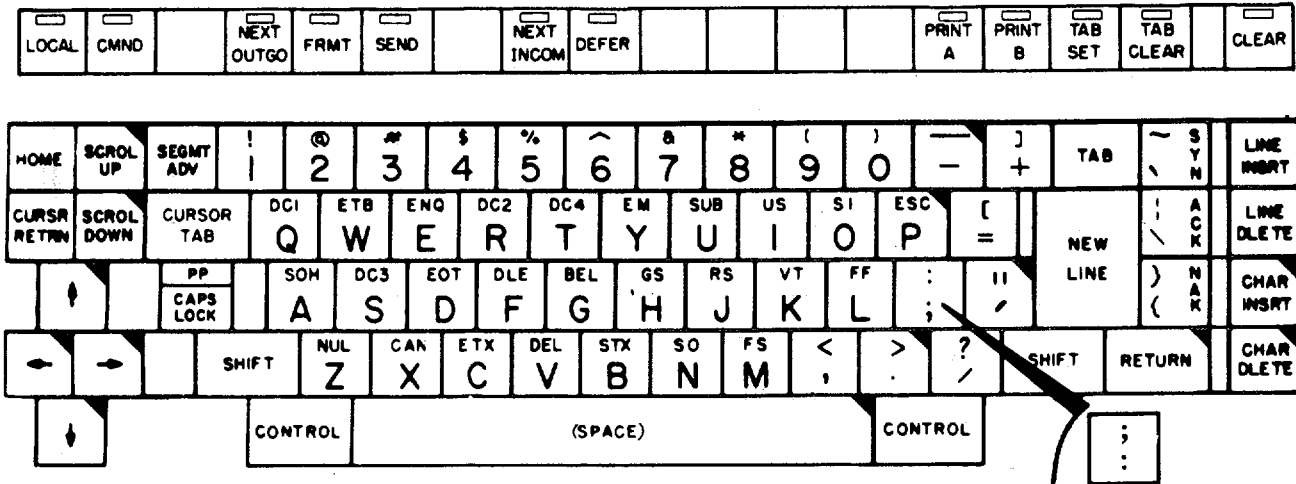 LOCAL CMND NEXT OUTGO FRMT SEND NEXT INCOM DEFER PRINT A PRINT B TAB SET TAB CLEAR CLEAR
HOME SCROL UP SEGMT ADV ! 1 @ 2 # 3 $ 4 % 5 ^ 6 & 7 * 8 ( 9 ) 0 — - ] + TAB ~ \ SYN LINE INSRT
CURSR RETRN SCROL DOWN CURSOR TAB DC1 Q ETB W ENQ E DC2 R DC4 T EM Y SUB U US I SI O ESC P [ = NEW LINE ¦ \ ACK LINE DLETE
PP CAPS LOCK SOH A DC3 S EOT D DLE F BEL G GS H RS J VT K FF L : ; " ' } { NAK CHAR INSRT
SHIFT NUL Z CAN X ETX C DEL V STX B SO N FS M < , > . ? / SHIFT RETURN CHAR DLETE
CONTROL (SPACE) CONTROL
;
: